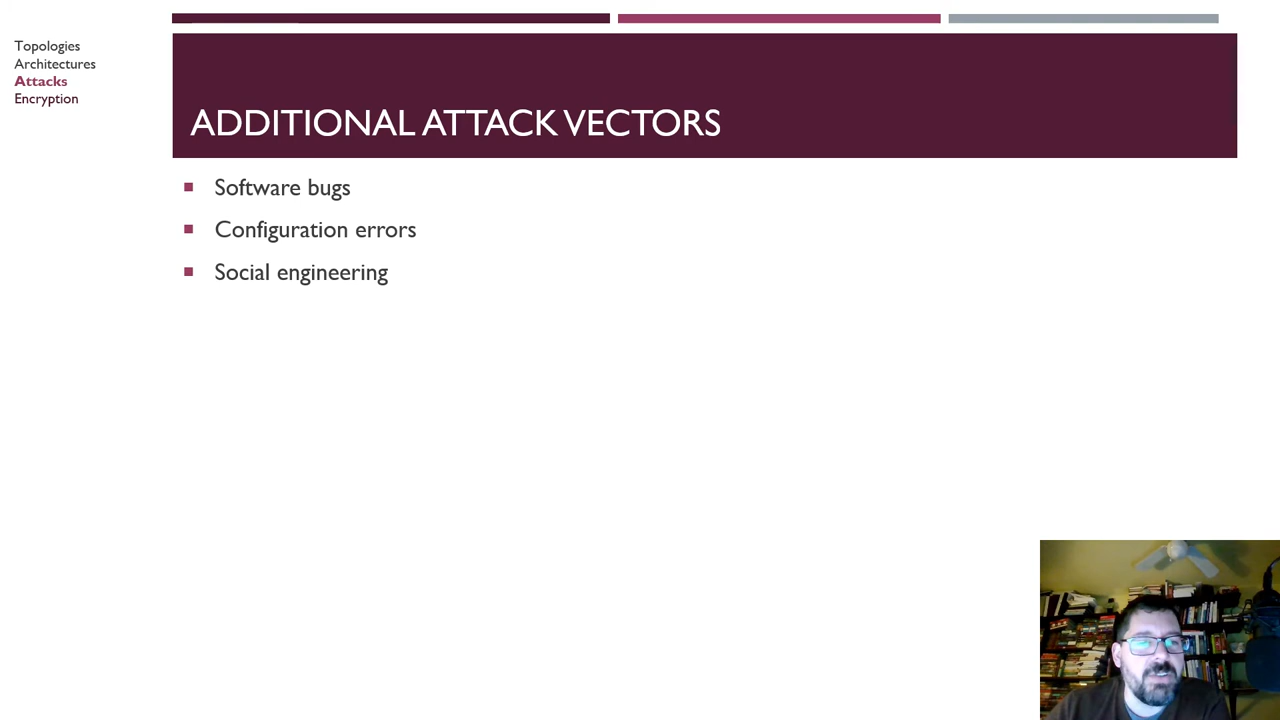 Topologies
Architectures
Attacks
Encryption
ADDITIONAL ATTACK VECTORS
Software bugs
Configuration errors
Social engineering